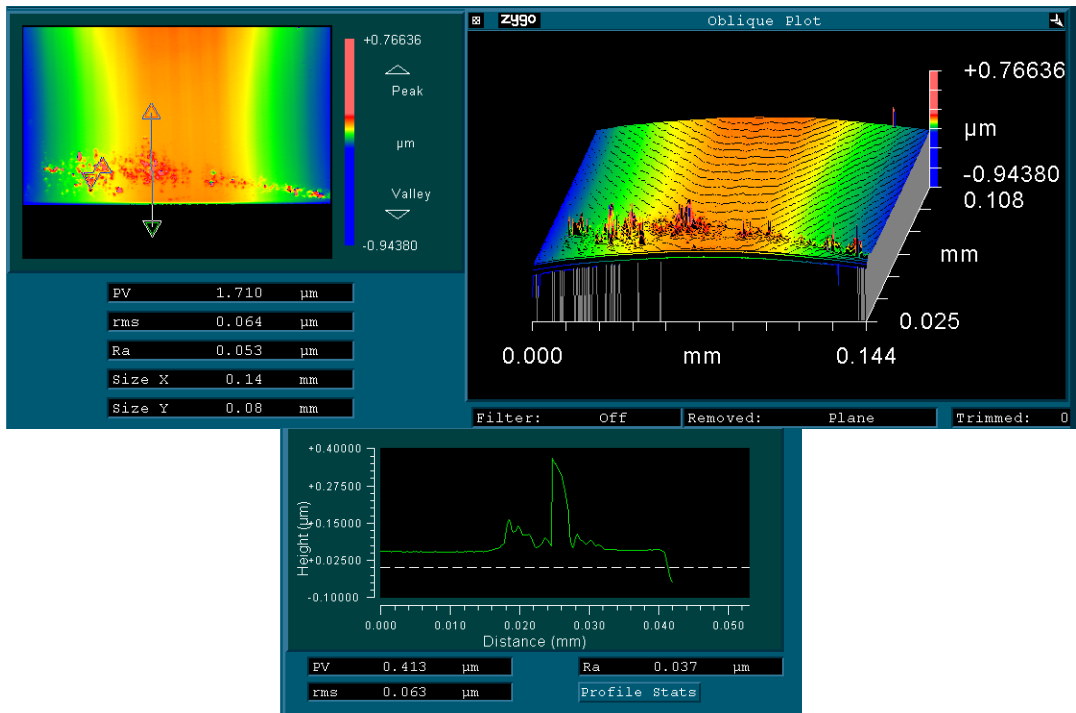 +0.76636
Peak
µm
Valley
-0.94380
PV 1.710 µm
rms 0.064 µm
Ra 0.053 µm
Size X 0.14 mm
Size Y 0.08 mm
zygo Oblique Plot
+0.76636
µm
-0.94380
0.108
mm
0.025
0.000 mm 0.144
Filter: Off Removed: Plane Trimmed: 0
+0.40000
+0.27500
+0.15000
+0.02500
-0.10000
Height (µm)
0.000 0.010 0.020 0.030 0.040 0.050
Distance (mm)
PV 0.413 µm Ra 0.037 µm
rms 0.063 µm Profile Stats